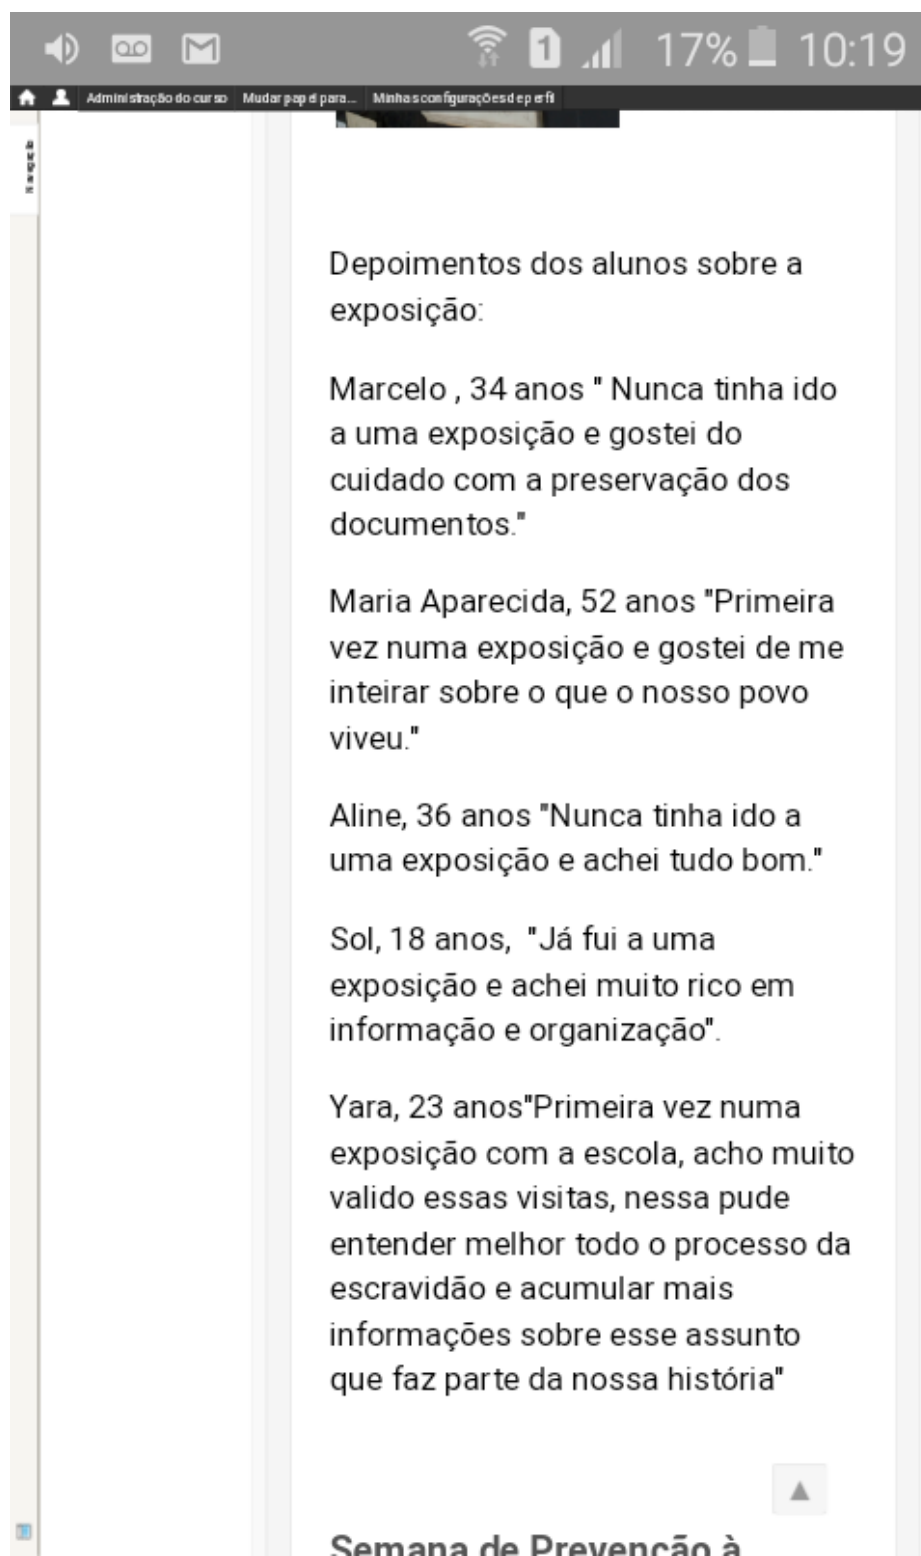 17% 10:19
Administração do curso Mudar papel para... Minhas configurações de perfil
Navegação
Depoimentos dos alunos sobre a
exposição:
Marcelo , 34 anos " Nunca tinha ido
a uma exposição e gostei do
cuidado com a preservação dos
documentos."
Maria Aparecida, 52 anos "Primeira
vez numa exposição e gostei de me
inteirar sobre o que o nosso povo
viveu."
Aline, 36 anos "Nunca tinha ido a
uma exposição e achei tudo bom."
Sol, 18 anos,  "Já fui a uma
exposição e achei muito rico em
informação e organização".
Yara, 23 anos"Primeira vez numa
exposição com a escola, acho muito
valido essas visitas, nessa pude
entender melhor todo o processo da
escravidão e acumular mais
informações sobre esse assunto
que faz parte da nossa história"
Semana de Prevenção à